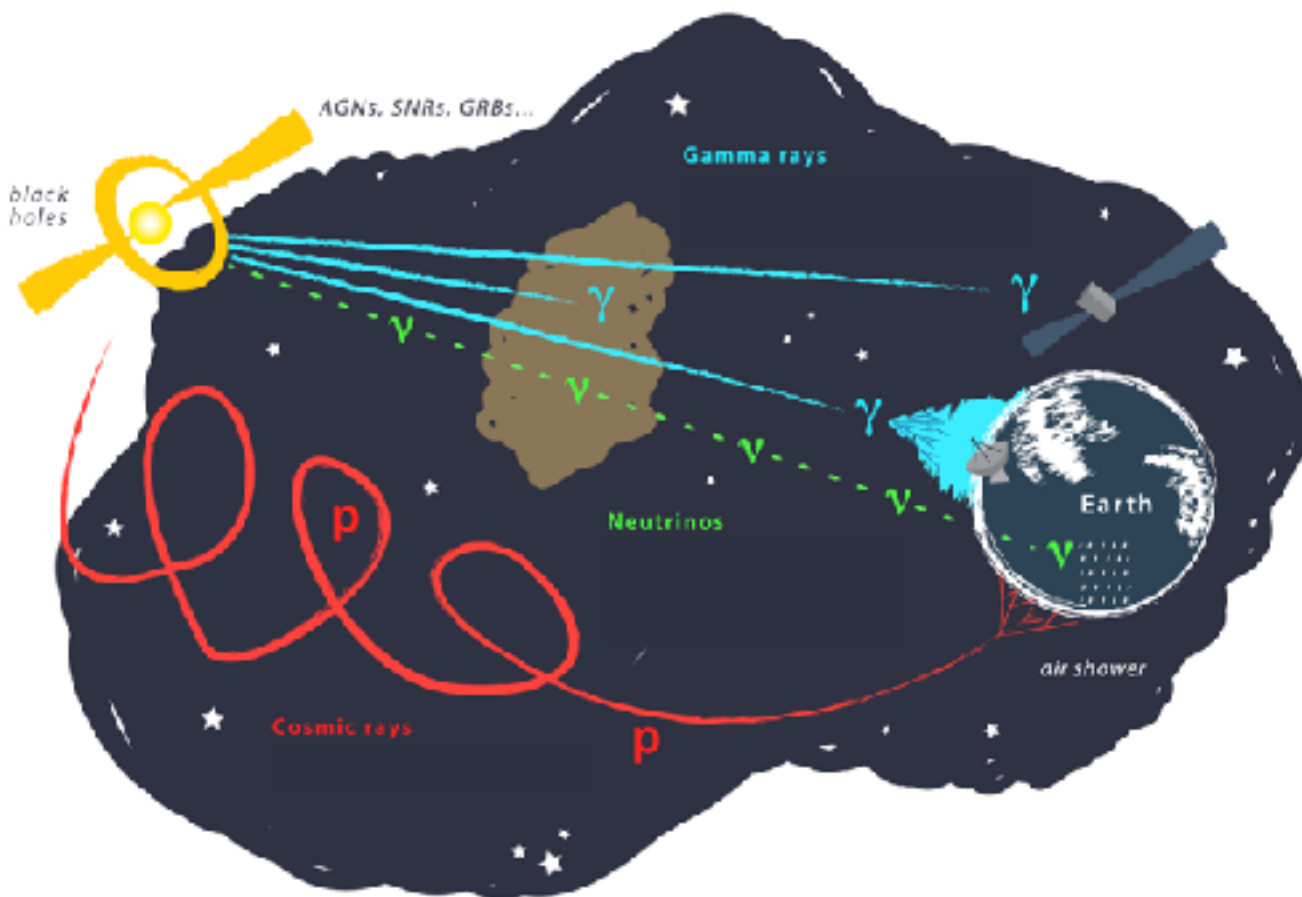 AGNs, SNRs, GRBs...
black
holes
Gamma rays
γ
γ
ν
ν
γ
ν
ν
Earth
p
Neutrinos
ν
air shower
Cosmic rays
p